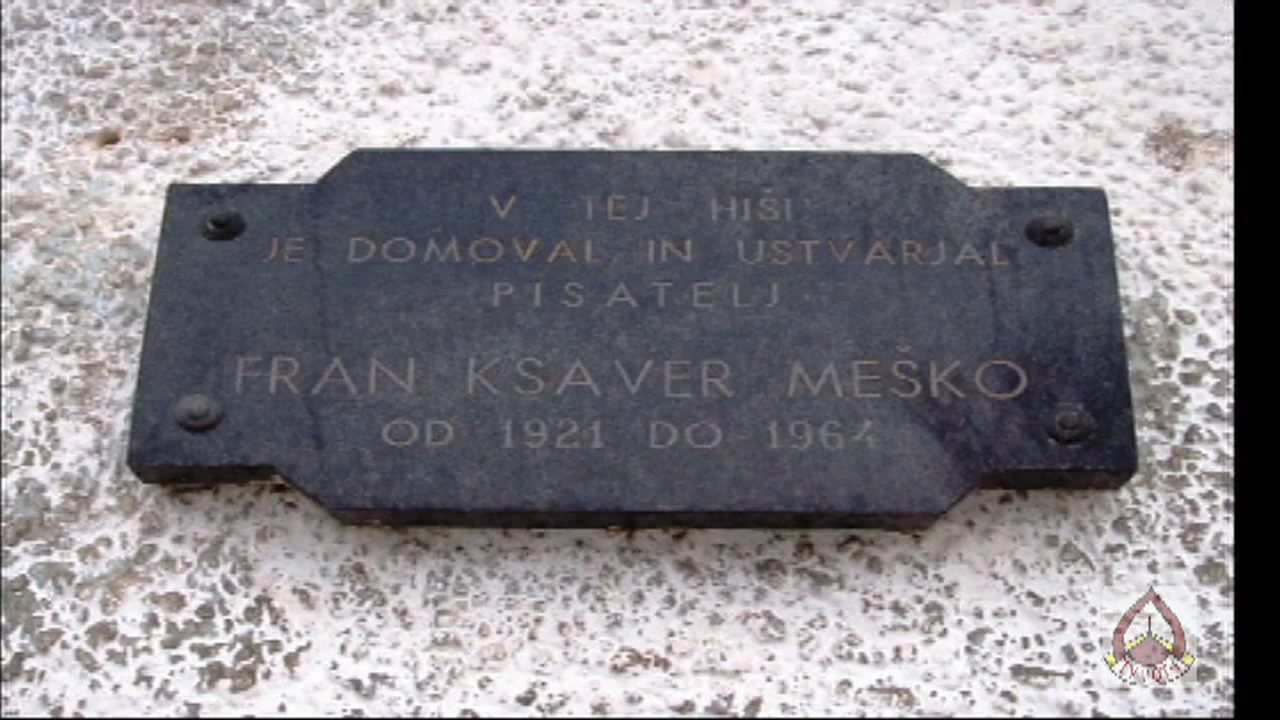 V TEJ HIŠI
JE DOMOVAL IN USTVARJAL
PISATELJ
FRAN KSAVER MEŠKO
OD 1921 DO 1964